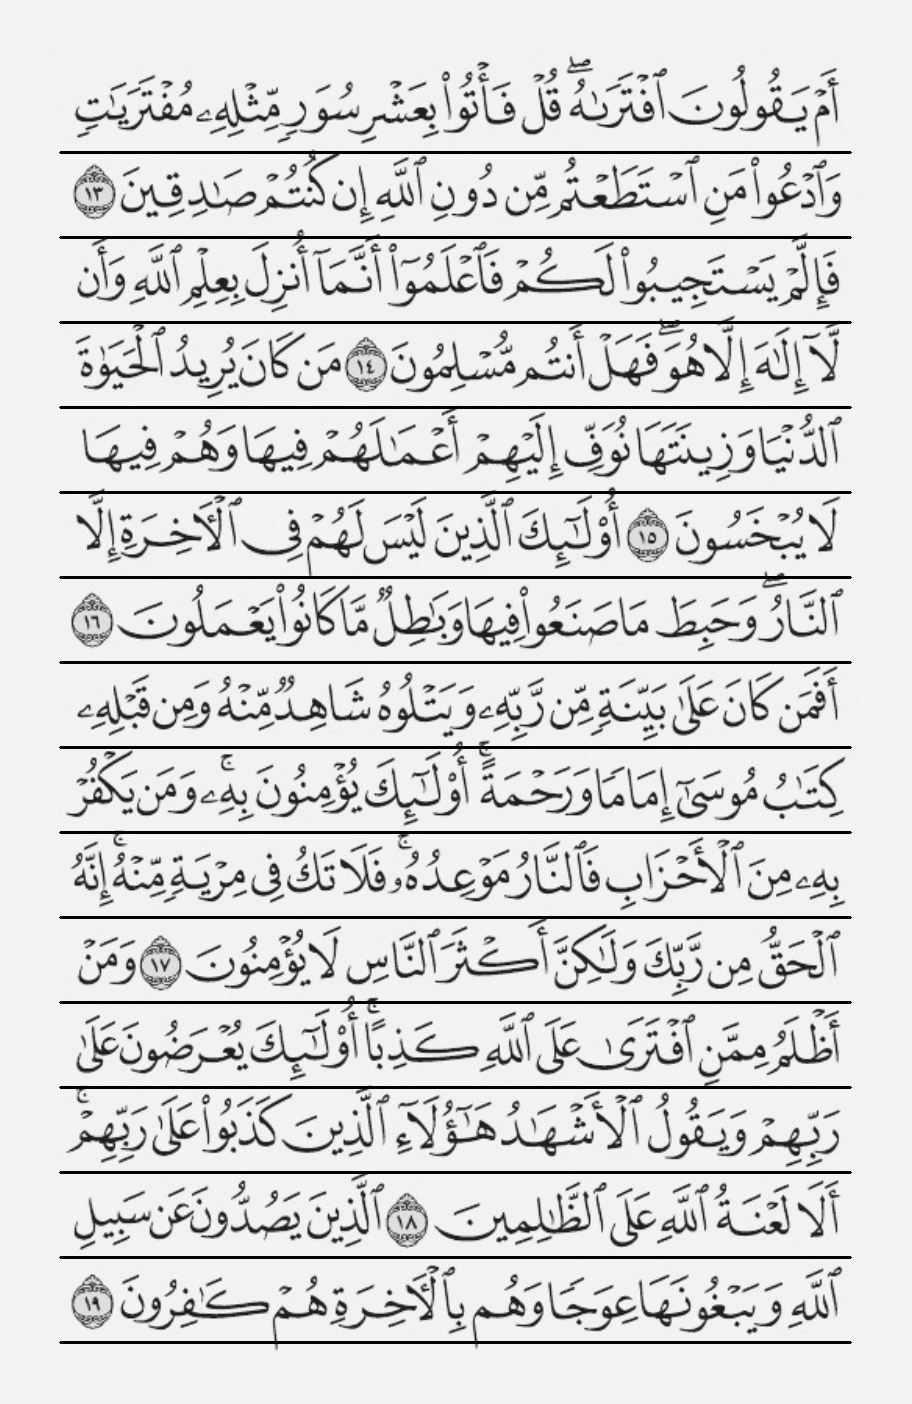 أَمْ يَقُولُونَ ٱفْتَرَىٰهُ ۖ قُلْ فَأْتُوا۟ بِعَشْرِ سُوَرٍ مِّثْلِهِۦ مُفْتَرَيَـٰتٍ
وَٱدْعُوا۟ مَنِ ٱسْتَطَعْتُم مِّن دُونِ ٱللَّهِ إِن كُنتُمْ صَـٰدِقِينَ ١٣
فَإِلَّمْ يَسْتَجِيبُوا۟ لَكُمْ فَٱعْلَمُوٓا۟ أَنَّمَآ أُنزِلَ بِعِلْمِ ٱللَّهِ وَأَن
لَّآ إِلَـٰهَ إِلَّا هُوَ ۖ فَهَلْ أَنتُم مُّسْلِمُونَ ١٤ مَن كَانَ يُرِيدُ ٱلْحَيَوٰةَ
ٱلدُّنْيَا وَزِينَتَهَا نُوَفِّ إِلَيْهِمْ أَعْمَـٰلَهُمْ فِيهَا وَهُمْ فِيهَا
لَا يُبْخَسُونَ ١٥ أُو۟لَـٰٓئِكَ ٱلَّذِينَ لَيْسَ لَهُمْ فِى ٱلْـَٔاخِرَةِ إِلَّا
ٱلنَّارُ ۖ وَحَبِطَ مَا صَنَعُوا۟ فِيهَا وَبَـٰطِلٌ مَّا كَانُوا۟ يَعْمَلُونَ ١٦
أَفَمَن كَانَ عَلَىٰ بَيِّنَةٍ مِّن رَّبِّهِۦ وَيَتْلُوهُ شَاهِدٌ مِّنْهُ وَمِن قَبْلِهِۦ
كِتَـٰبُ مُوسَىٰٓ إِمَامًا وَرَحْمَةً ۚ أُو۟لَـٰٓئِكَ يُؤْمِنُونَ بِهِۦ ۚ وَمَن يَكْفُرْ
بِهِۦ مِنَ ٱلْأَحْزَابِ فَٱلنَّارُ مَوْعِدُهُۥ ۚ فَلَا تَكُ فِى مِرْيَةٍ مِّنْهُ ۚ إِنَّهُ
ٱلْحَقُّ مِن رَّبِّكَ وَلَـٰكِنَّ أَكْثَرَ ٱلنَّاسِ لَا يُؤْمِنُونَ ١٧ وَمَنْ
أَظْلَمُ مِمَّنِ ٱفْتَرَىٰ عَلَى ٱللَّهِ كَذِبًا ۚ أُو۟لَـٰٓئِكَ يُعْرَضُونَ عَلَىٰ
رَبِّهِمْ وَيَقُولُ ٱلْأَشْهَـٰدُ هَـٰٓؤُلَآءِ ٱلَّذِينَ كَذَبُوا۟ عَلَىٰ رَبِّهِمْ ۚ
أَلَا لَعْنَةُ ٱللَّهِ عَلَى ٱلظَّـٰلِمِينَ ١٨ ٱلَّذِينَ يَصُدُّونَ عَن سَبِيلِ
ٱللَّهِ وَيَبْغُونَهَا عِوَجًا وَهُم بِٱلْـَٔاخِرَةِ هُمْ كَـٰفِرُونَ ١٩